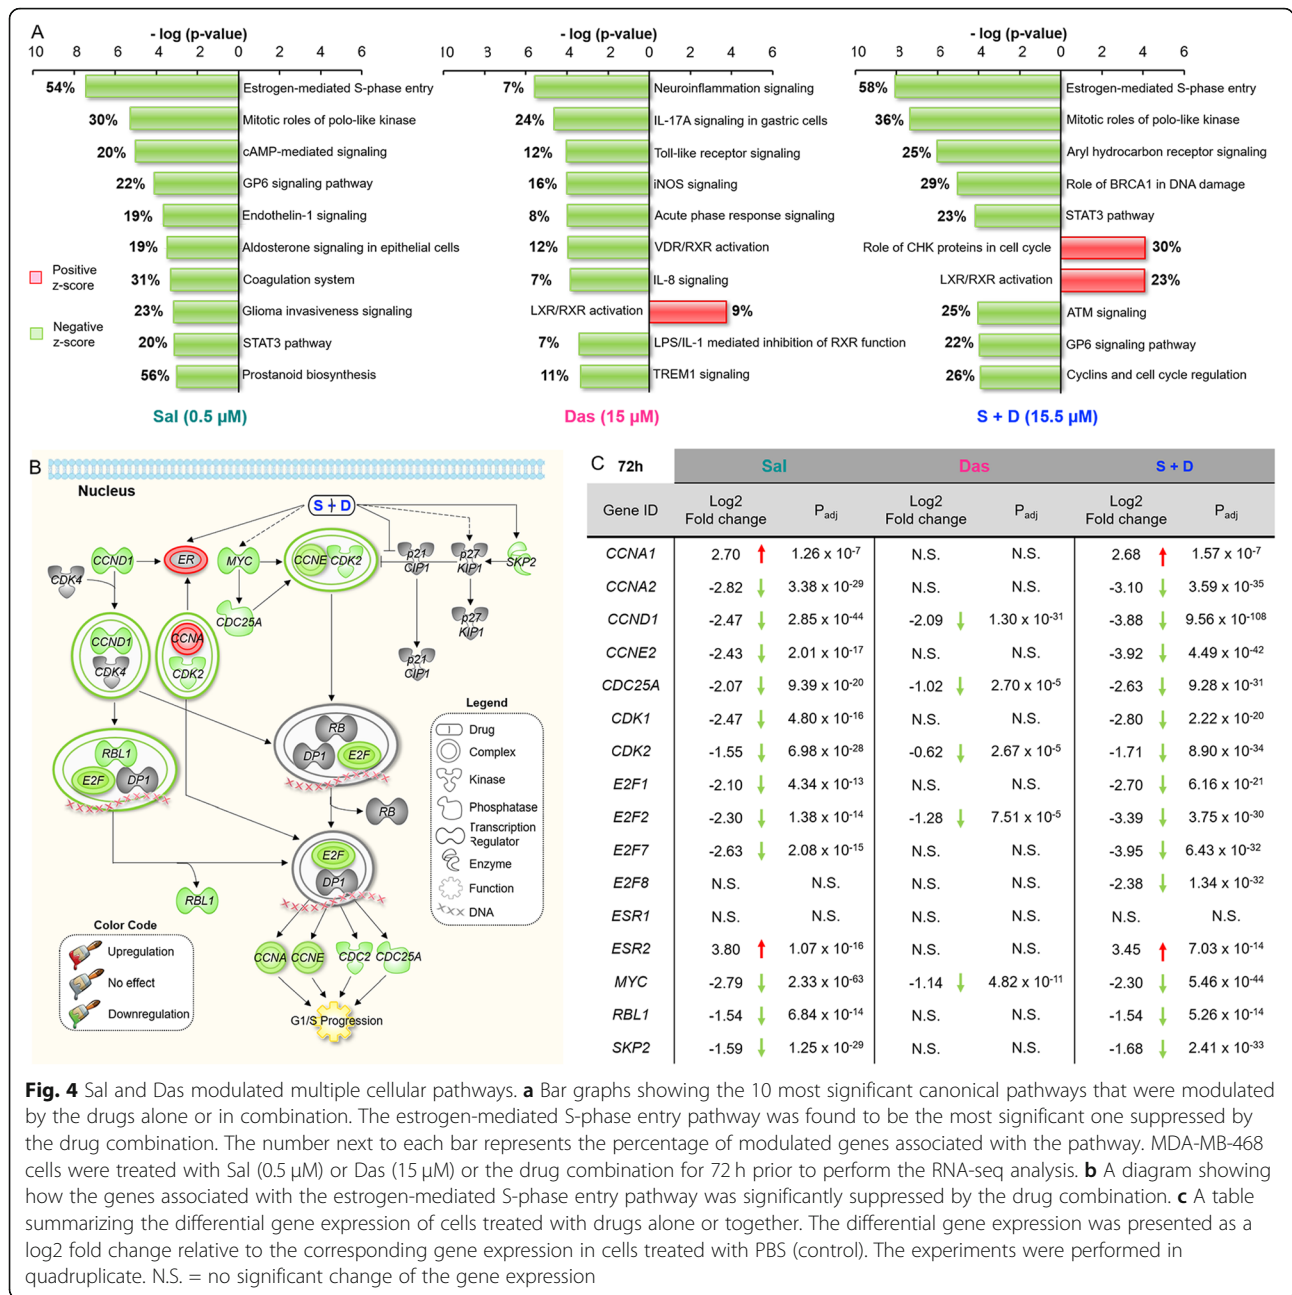 A
- log (p-value)
10 8 6 4 2 0 2 4 6
54% Estrogen-mediated S-phase entry
30% Mitotic roles of polo-like kinase
20% cAMP-mediated signaling
22% GP6 signaling pathway
19% Endothelin-1 signaling
19% Aldosterone signaling in epithelial cells
31% Coagulation system
23% Glioma invasiveness signaling
20% STAT3 pathway
56% Prostanoid biosynthesis
Sal (0.5 µM)
Positive
z-score
Negative
z-score
- log (p-value)
10 8 6 4 2 0 2 4 6
7% Neuroinflammation signaling
24% IL-17A signaling in gastric cells
12% Toll-like receptor signaling
16% iNOS signaling
8% Acute phase response signaling
12% VDR/RXR activation
7% IL-8 signaling
LXR/RXR activation 9%
7% LPS/IL-1 mediated inhibition of RXR function
11% TREM1 signaling
Das (15 µM)
- log (p-value)
10 8 6 4 2 0 2 4 6
58% Estrogen-mediated S-phase entry
36% Mitotic roles of polo-like kinase
25% Aryl hydrocarbon receptor signaling
29% Role of BRCA1 in DNA damage
23% STAT3 pathway
Role of CHK proteins in cell cycle 30%
LXR/RXR activation 23%
25% ATM signaling
22% GP6 signaling pathway
26% Cyclins and cell cycle regulation
S + D (15.5 µM)
B
Nucleus
S + D
CCND1
ER
MYC
CCNE CDK2
p21
CIP1
p27
KIP1
SKP2
CDK4
CDC25A
CCND1
CDK4
CCNA
CDK2
p27
KIP1
p21
CIP1
RBL1
E2F DP1
RB
DP1 E2F
RB
E2F
DP1
RBL1
CCNA CCNE CDC2 CDC25A
G1/S Progression
Legend
Drug
Complex
Kinase
Phosphatase
Transcription
Regulator
Enzyme
Function
DNA
Color Code
Upregulation
No effect
Downregulation
C 72h Sal Das S + D
Gene ID Log2 Fold change Padj Log2 Fold change Padj Log2 Fold change Padj
CCNA1 2.70 ↑ 1.26 x 10⁻⁷ N.S. N.S. 2.68 ↑ 1.57 x 10⁻⁷
CCNA2 -2.82 ↓ 3.38 x 10⁻²⁹ N.S. N.S. -3.10 ↓ 3.59 x 10⁻³⁵
CCND1 -2.47 ↓ 2.85 x 10⁻⁴⁴ -2.09 ↓ 1.30 x 10⁻³¹ -3.88 ↓ 9.56 x 10⁻¹⁰⁸
CCNE2 -2.43 ↓ 2.01 x 10⁻¹⁷ N.S. N.S. -3.92 ↓ 4.49 x 10⁻⁴²
CDC25A -2.07 ↓ 9.39 x 10⁻²⁰ -1.02 ↓ 2.70 x 10⁻⁵ -2.63 ↓ 9.28 x 10⁻³¹
CDK1 -2.47 ↓ 4.80 x 10⁻¹⁶ N.S. N.S. -2.80 ↓ 2.22 x 10⁻²⁰
CDK2 -1.55 ↓ 6.98 x 10⁻²⁸ -0.62 ↓ 2.67 x 10⁻⁵ -1.71 ↓ 8.90 x 10⁻³⁴
E2F1 -2.10 ↓ 4.34 x 10⁻¹³ N.S. N.S. -2.70 ↓ 6.16 x 10⁻²¹
E2F2 -2.30 ↓ 1.38 x 10⁻¹⁴ -1.28 ↓ 7.51 x 10⁻⁵ -3.39 ↓ 3.75 x 10⁻³⁰
E2F7 -2.63 ↓ 2.08 x 10⁻¹⁵ N.S. N.S. -3.95 ↓ 6.43 x 10⁻³²
E2F8 N.S. N.S. N.S. N.S. -2.38 ↓ 1.34 x 10⁻³²
ESR1 N.S. N.S. N.S. N.S. N.S. N.S.
ESR2 3.80 ↑ 1.07 x 10⁻¹⁶ N.S. N.S. 3.45 ↑ 7.03 x 10⁻¹⁴
MYC -2.79 ↓ 2.33 x 10⁻⁶³ -1.14 ↓ 4.82 x 10⁻¹¹ -2.30 ↓ 5.46 x 10⁻⁴⁴
RBL1 -1.54 ↓ 6.84 x 10⁻¹⁴ N.S. N.S. -1.54 ↓ 5.26 x 10⁻¹⁴
SKP2 -1.59 ↓ 1.25 x 10⁻²⁹ N.S. N.S. -1.68 ↓ 2.41 x 10⁻³³
Fig. 4 Sal and Das modulated multiple cellular pathways. a Bar graphs showing the 10 most significant canonical pathways that were modulated
by the drugs alone or in combination. The estrogen-mediated S-phase entry pathway was found to be the most significant one suppressed by
the drug combination. The number next to each bar represents the percentage of modulated genes associated with the pathway. MDA-MB-468
cells were treated with Sal (0.5 µM) or Das (15 µM) or the drug combination for 72 h prior to perform the RNA-seq analysis. b A diagram showing
how the genes associated with the estrogen-mediated S-phase entry pathway was significantly suppressed by the drug combination. c A table
summarizing the differential gene expression of cells treated with drugs alone or together. The differential gene expression was presented as a
log2 fold change relative to the corresponding gene expression in cells treated with PBS (control). The experiments were performed in
quadruplicate. N.S. = no significant change of the gene expression